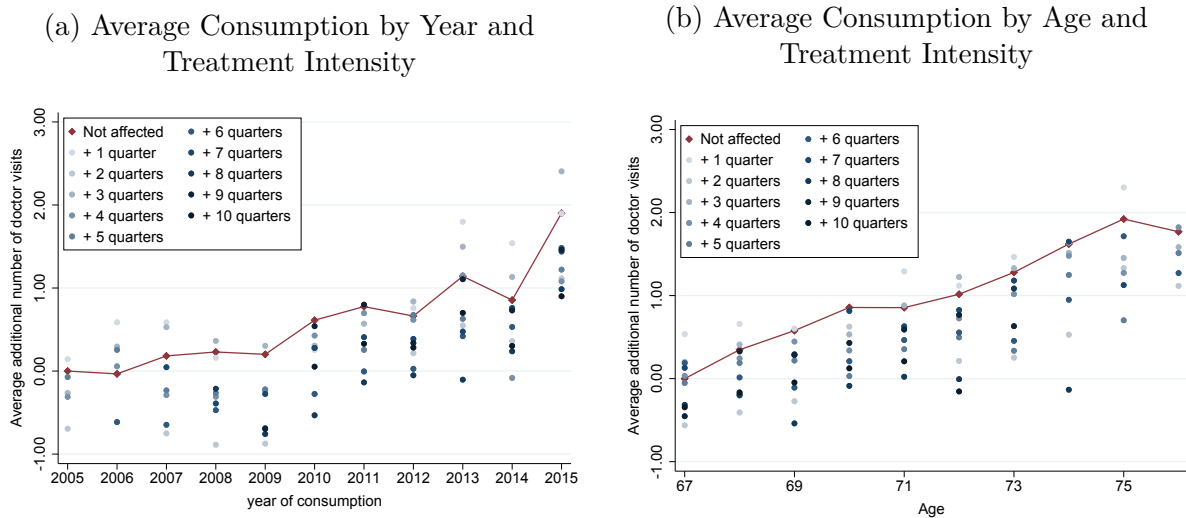 (a) Average Consumption by Year and
Treatment Intensity
Average additional number of doctor visits
3.00
2.00
1.00
0.00
-1.00
Not affected
+ 1 quarter
+ 2 quarters
+ 3 quarters
+ 4 quarters
+ 5 quarters
+ 6 quarters
+ 7 quarters
+ 8 quarters
+ 9 quarters
+ 10 quarters
2005 2006 2007 2008 2009 2010 2011 2012 2013 2014 2015
year of consumption
(b) Average Consumption by Age and
Treatment Intensity
Average additional number of doctor visits
3.00
2.00
1.00
0.00
-1.00
Not affected
+ 1 quarter
+ 2 quarters
+ 3 quarters
+ 4 quarters
+ 5 quarters
+ 6 quarters
+ 7 quarters
+ 8 quarters
+ 9 quarters
+ 10 quarters
67 69 71 73 75
Age